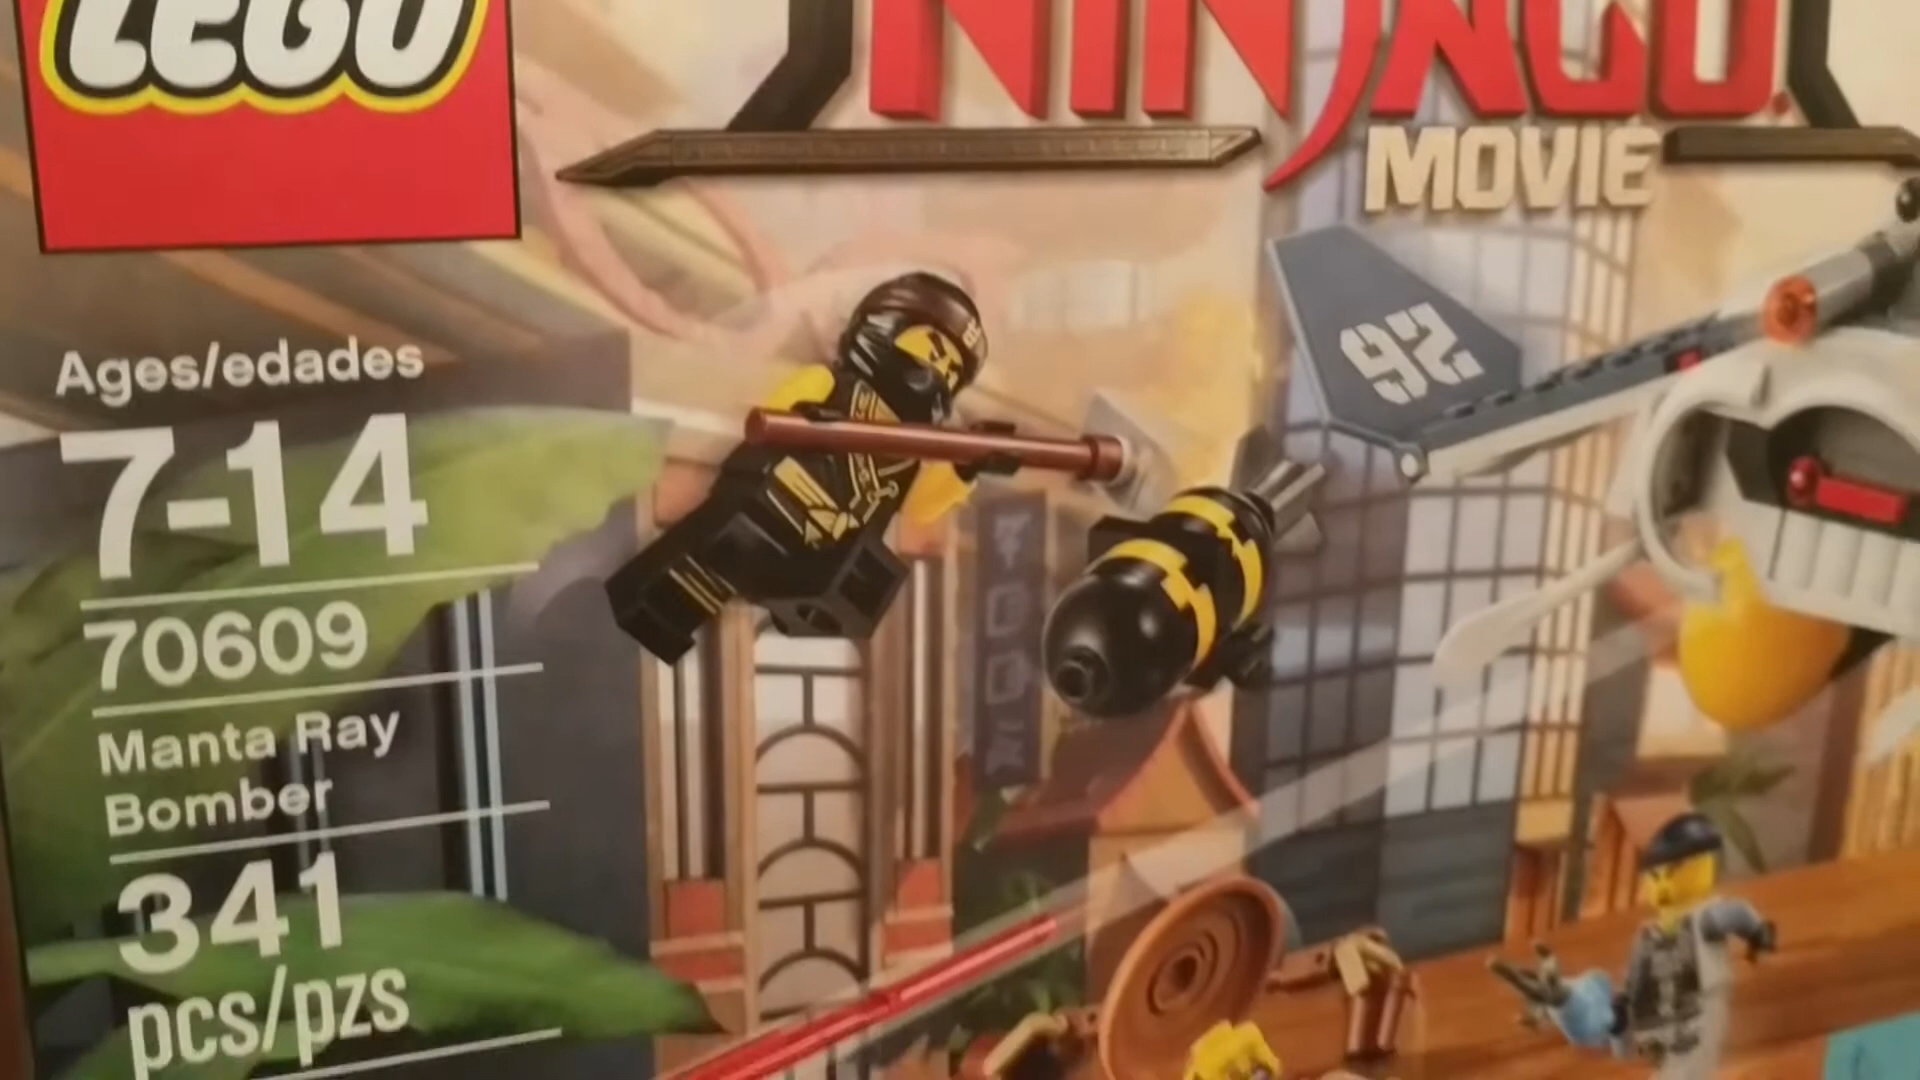 LEGO
NINJAGO
MOVIE
92
Ages/edades
7-14
70609
Manta Ray
Bomber
341
pcs/pzs